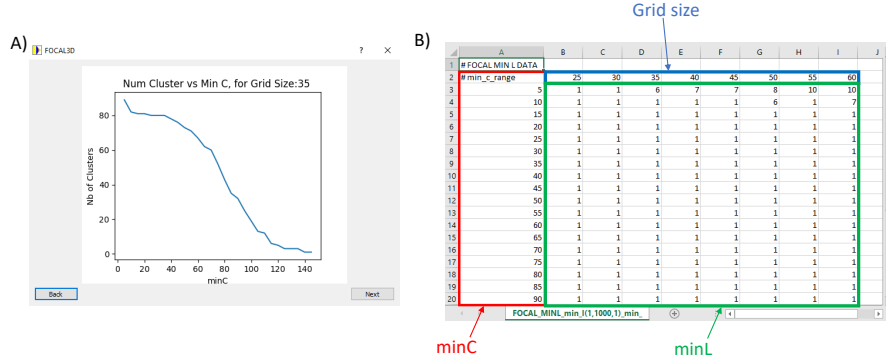 Grid size
A)
FOCAL3D
? ×
Num Cluster vs Min C, for Grid Size:35
Nb of Clusters
80
60
40
20
0
0 20 40 60 80 100 120 140
minC
Back Next
B)
A B C D E F G H I J
1 # FOCAL MIN L DATA
2 # min_c_range 25 30 35 40 45 50 55 60
3 5 1 1 6 7 7 8 10 10
4 10 1 1 1 1 1 6 1 7
5 15 1 1 1 1 1 1 1 1
6 20 1 1 1 1 1 1 1 1
7 25 1 1 1 1 1 1 1 1
8 30 1 1 1 1 1 1 1 1
9 35 1 1 1 1 1 1 1 1
10 40 1 1 1 1 1 1 1 1
11 45 1 1 1 1 1 1 1 1
12 50 1 1 1 1 1 1 1 1
13 55 1 1 1 1 1 1 1 1
14 60 1 1 1 1 1 1 1 1
15 65 1 1 1 1 1 1 1 1
16 70 1 1 1 1 1 1 1 1
17 75 1 1 1 1 1 1 1 1
18 80 1 1 1 1 1 1 1 1
19 85 1 1 1 1 1 1 1 1
20 90 1 1 1 1 1 1 1 1
FOCAL_MINL_min_l(1,1000,1)_min_
minC
minL